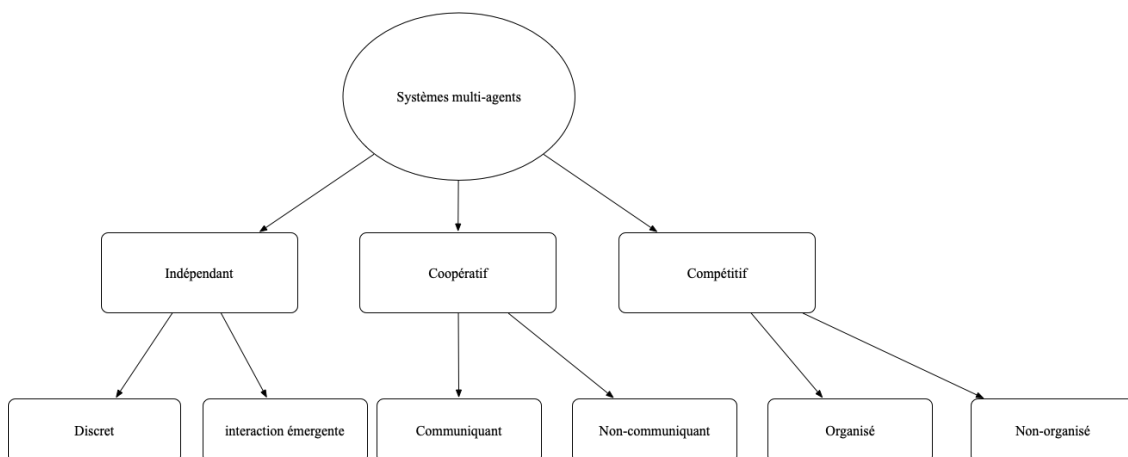 Systèmes multi-agents
Indépendant
Coopératif
Compétitif
Discret
interaction émergente
Communiquant
Non-communiquant
Organisé
Non-organisé